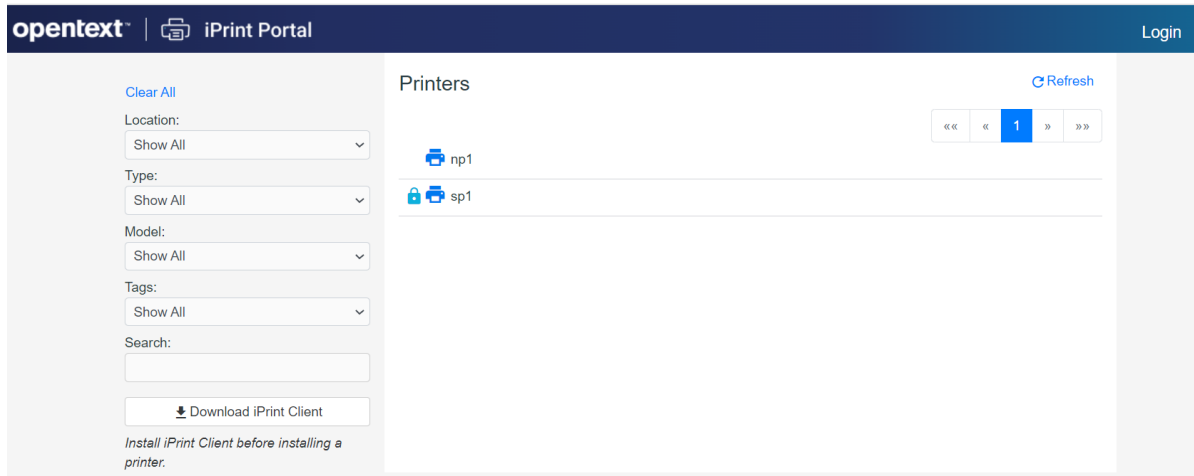 opentext™ | iPrint Portal
Login
Clear All
Location:
Show All
Type:
Show All
Model:
Show All
Tags:
Show All
Search:
Download iPrint Client
Install iPrint Client before installing a
printer.
Printers
Refresh
«« « 1 » »»
np1
sp1